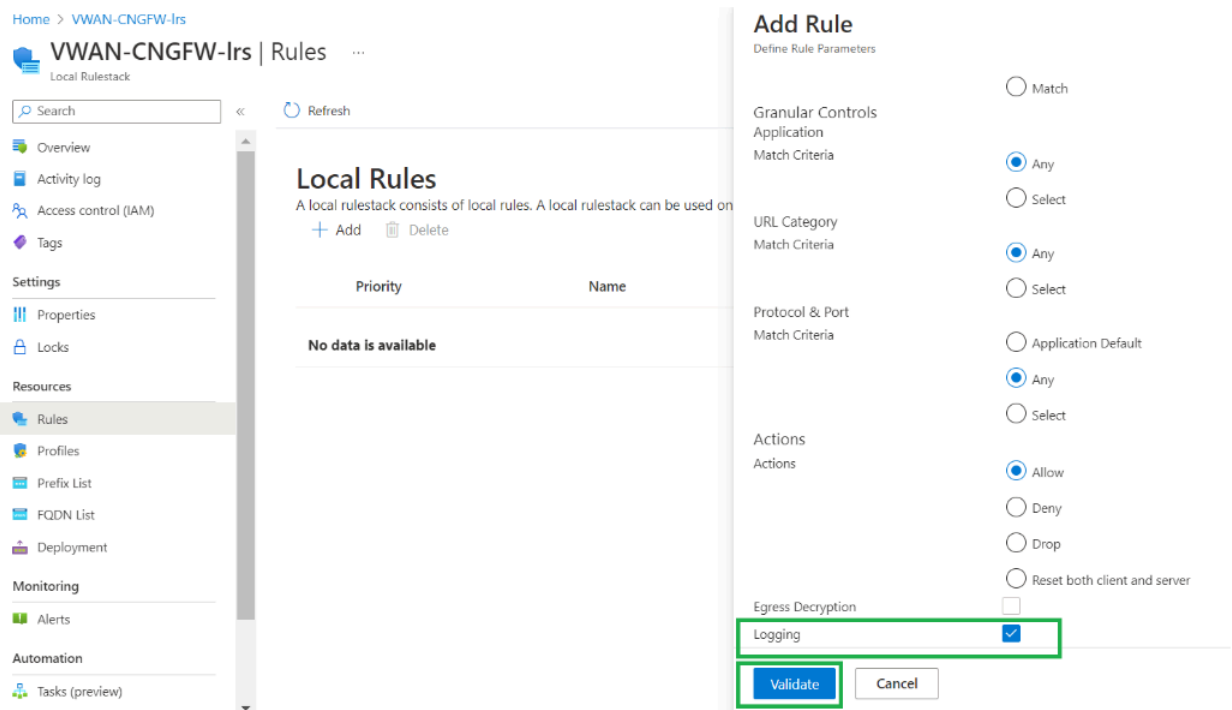 Home > VWAN-CNGFW-lrs
VWAN-CNGFW-lrs | Rules ...
Local Rulestack
Search
«
Overview
Activity log
Access control (IAM)
Tags
Settings
Properties
Locks
Resources
Rules
Profiles
Prefix List
FQDN List
Deployment
Monitoring
Alerts
Automation
Tasks (preview)
Refresh
Local Rules
A local rulestack consists of local rules. A local rulestack can be used on
+ Add Delete
Priority Name
No data is available
Add Rule
Define Rule Parameters
Match
Granular Controls
Application
Match Criteria
Any
Select
URL Category
Match Criteria
Any
Select
Protocol & Port
Match Criteria
Application Default
Any
Select
Actions
Actions
Allow
Deny
Drop
Reset both client and server
Egress Decryption
Logging
Validate Cancel